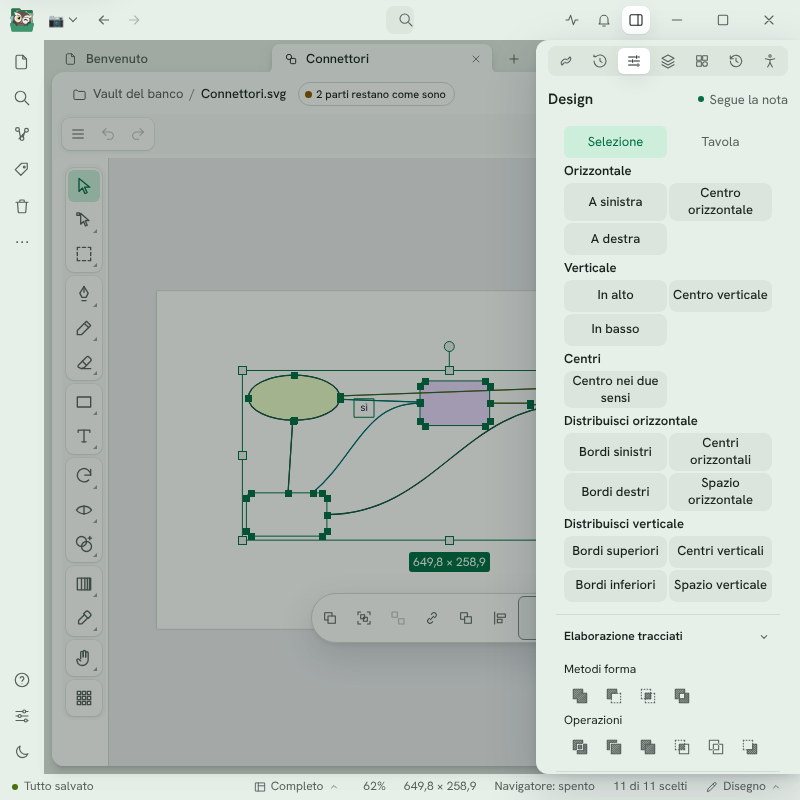 Benvenuto
Connettori
Vault del banco / Connettori.svg
2 parti restano come sono
sì
649,8 × 258,9
Design
Segue la nota
Selezione
Tavola
Orizzontale
A sinistra
Centro
orizzontale
A destra
Verticale
In alto
Centro verticale
In basso
Centri
Centro nei due
sensi
Distribuisci orizzontale
Bordi sinistri
Centri
orizzontali
Bordi destri
Spazio
orizzontale
Distribuisci verticale
Bordi superiori
Centri verticali
Bordi inferiori
Spazio verticale
Elaborazione tracciati
Metodi forma
Operazioni
Tutto salvato
Completo
62%
649,8 × 258,9
Navigatore: spento
11 di 11 scelti
Disegno